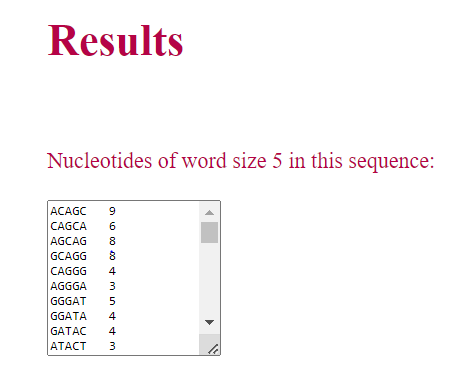 Results
Nucleotides of word size 5 in this sequence:
ACAGC 9
CAGCA 6
AGCAG 8
GCAGG 8
CAGGG 4
AGGGA 3
GGGAT 5
GGATA 4
GATAC 4
ATACT 3